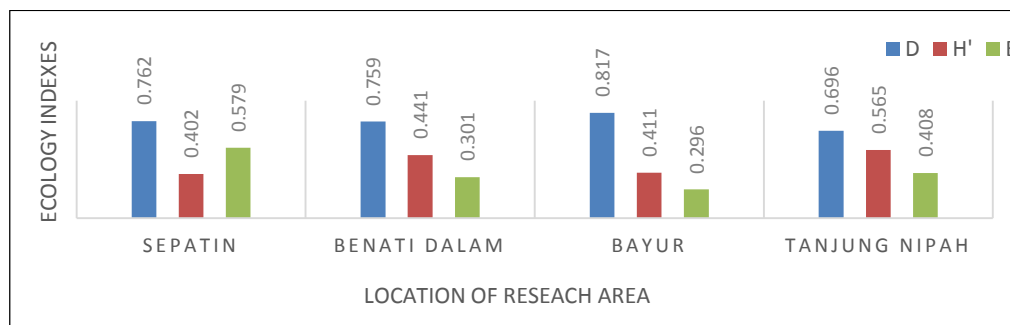 ECOLOGY INDEXES
D H' E
0.762
0.402
0.579
0.759
0.441
0.301
0.817
0.411
0.296
0.696
0.565
0.408
SEPATIN
BENATI DALAM
BAYUR
TANJUNG NIPAH
LOCATION OF RESEACH AREA